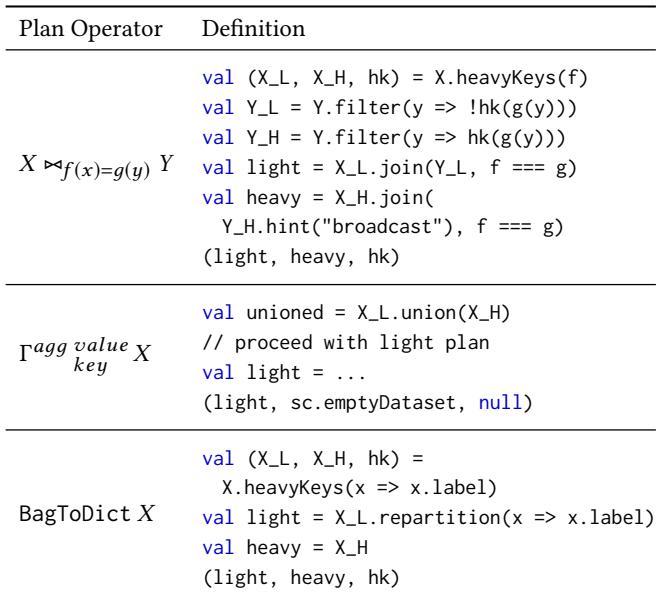 Plan Operator Definition
X ⋈f(x)=g(y) Y
val (X_L, X_H, hk) = X.heavyKeys(f)
val Y_L = Y.filter(y => !hk(g(y)))
val Y_H = Y.filter(y => hk(g(y)))
val light = X_L.join(Y_L, f === g)
val heavy = X_H.join(
Y_H.hint("broadcast"), f === g)
(light, heavy, hk)
Γ agg value key X
val unioned = X_L.union(X_H)
// proceed with light plan
val light = ...
(light, sc.emptyDataset, null)
BagToDict X
val (X_L, X_H, hk) =
X.heavyKeys(x => x.label)
val light = X_L.repartition(x => x.label)
val heavy = X_H
(light, heavy, hk)